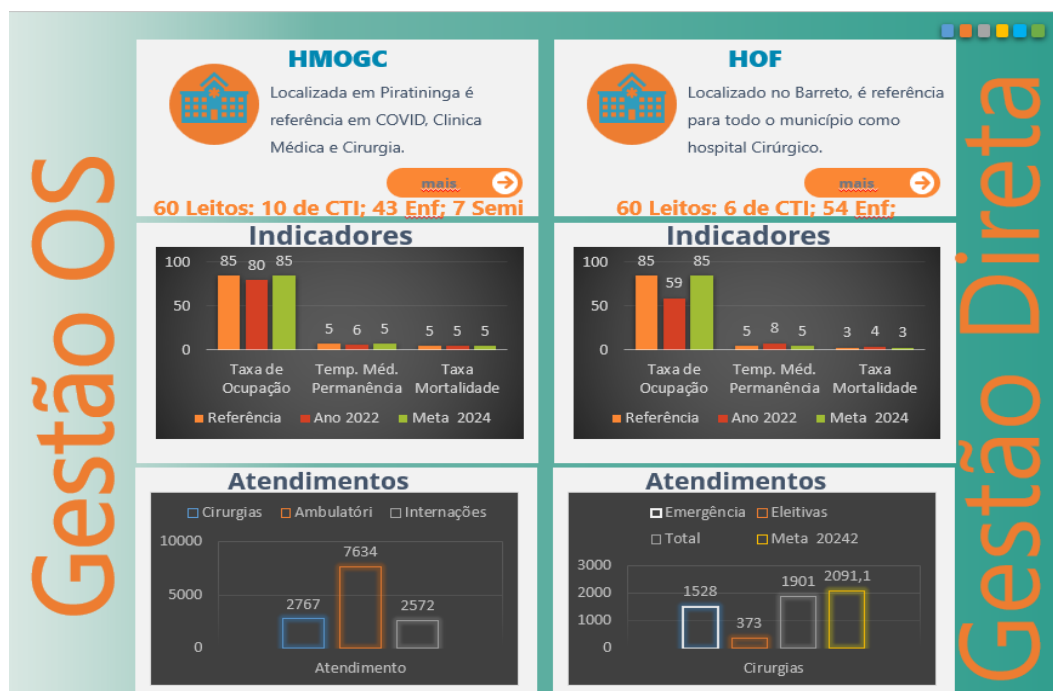 Gestão OS
HMOGC
Localizada em Piratininga é
referência em COVID, Clinica
Médica e Cirurgia.
mais
60 Leitos: 10 de CTI; 43 Enf; 7 Semi
Indicadores
100
50
0
85
80
85
5
6
5
5
5
5
Taxa de
Ocupação
Temp. Méd.
Permanência
Taxa
Mortalidade
Referência
Ano 2022
Meta 2024
Atendimentos
Cirurgias
Ambulatóri
Internações
10000
5000
0
2767
7634
2572
Atendimento
HOF
Localizado no Barreto, é referência
para todo o município como
hospital Cirúrgico.
mais
60 Leitos: 6 de CTI; 54 Enf;
Indicadores
100
50
0
85
59
85
5
8
5
3
4
3
Taxa de
Ocupação
Temp. Méd.
Permanência
Taxa
Mortalidade
Referência
Ano 2022
Meta 2024
Atendimentos
Emergência
Eleitivas
Total
Meta 20242
3000
2000
1000
0
1528
373
1901
2091,1
Cirurgias
Gestão Direta